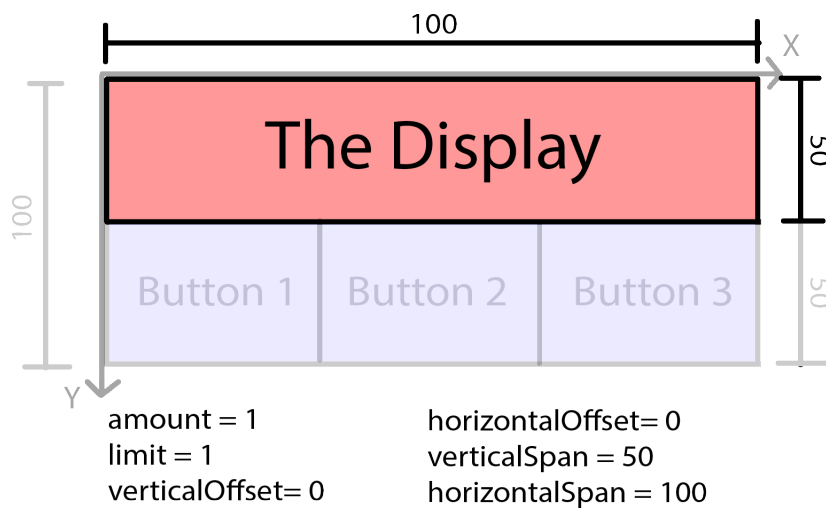 100
X
The Display
50
100
Button 1 Button 2 Button 3
50
Y
amount = 1 horizontalOffset= 0
limit = 1 verticalSpan = 50
verticalOffset= 0 horizontalSpan = 100